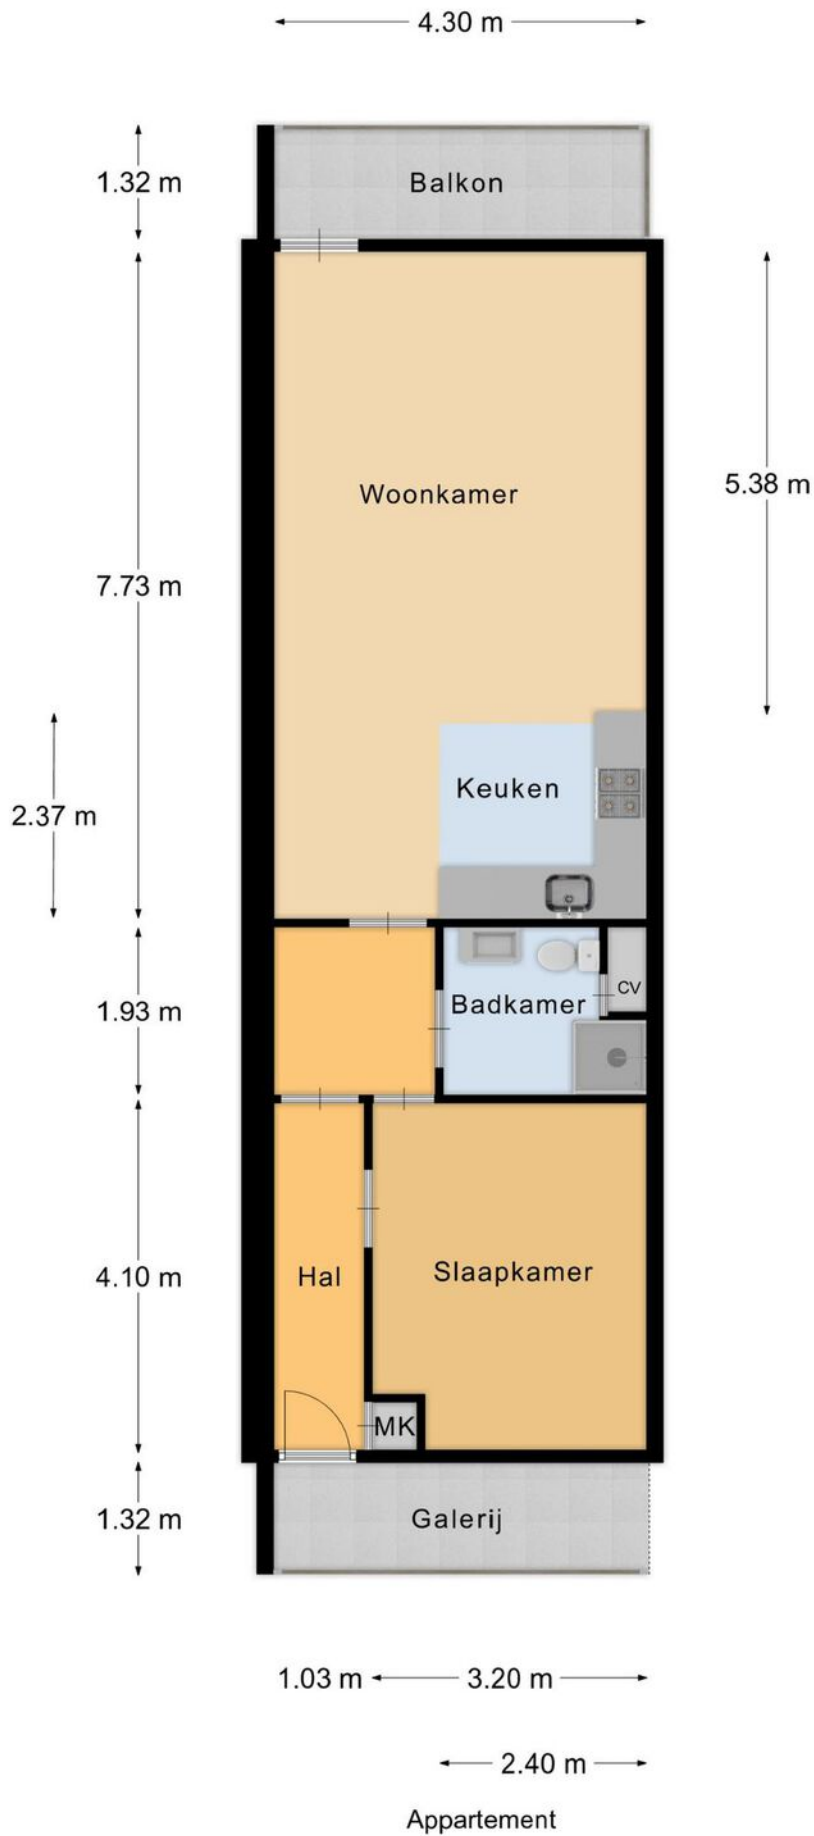 4.30 m
1.32 m
Balkon
Woonkamer
5.38 m
7.73 m
Keuken
2.37 m
CV
Badkamer
1.93 m
Slaapkamer
4.10 m
Hal
MK
1.32 m
Galerij
1.03 m
3.20 m
2.40 m
Appartement